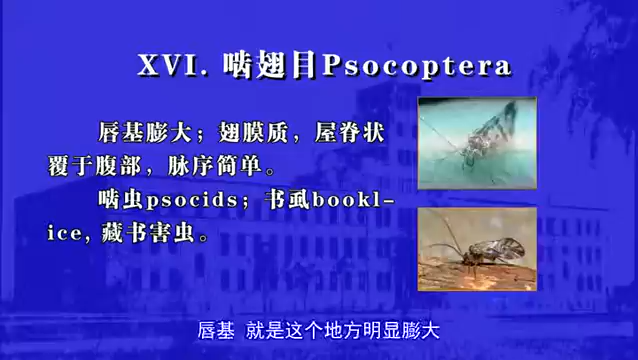 XVI. 啮翅目Psocoptera
唇基膨大；翅膜质，屋脊状
覆于腹部，脉序简单。
啮虫psocids；书虱bookl-
ice, 藏书害虫。
唇基 就是这个地方明显膨大